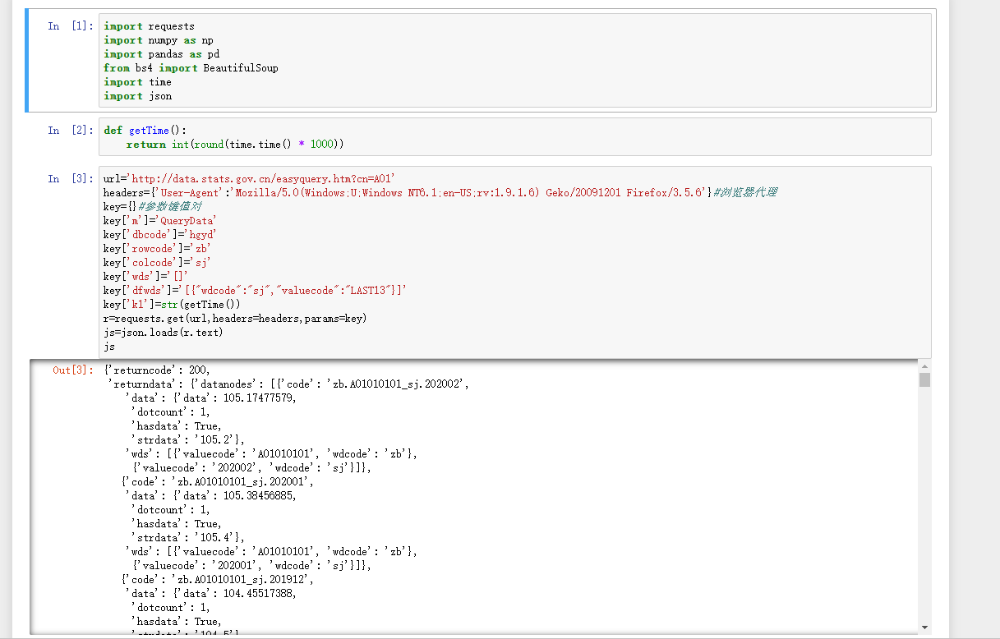 In [1]:
import requests
import numpy as np
import pandas as pd
from bs4 import BeautifulSoup
import time
import json
In [2]:
def getTime():
    return int(round(time.time() * 1000))
In [3]:
url='http://data.stats.gov.cn/easyquery.htm?cn=A01'
headers={'User-Agent':'Mozilla/5.0(Windows;U;Windows NT6.1;en-US;rv:1.9.1.6) Geko/20091201 Firefox/3.5.6'}#浏览器代理
key={}#参数键值对
key['m']='QueryData'
key['dbcode']='hgyd'
key['rowcode']='zb'
key['colcode']='sj'
key['wds']='[]'
key['dfwds']='[{"wdcode":"sj","valuecode":"LAST13"}]'
key['k1']=str(getTime())
r=requests.get(url,headers=headers,params=key)
js=json.loads(r.text)
js
Out[3]:
{'returncode': 200,
 'returndata': {'datanodes': [{'code': 'zb.A01010101_sj.202002',
    'data': {'data': 105.17477579,
     'dotcount': 1,
     'hasdata': True,
     'strdata': '105.2'},
    'wds': [{'valuecode': 'A01010101', 'wdcode': 'zb'},
     {'valuecode': '202002', 'wdcode': 'sj'}]},
   {'code': 'zb.A01010101_sj.202001',
    'data': {'data': 105.38456885,
     'dotcount': 1,
     'hasdata': True,
     'strdata': '105.4'},
    'wds': [{'valuecode': 'A01010101', 'wdcode': 'zb'},
     {'valuecode': '202001', 'wdcode': 'sj'}]},
   {'code': 'zb.A01010101_sj.201912',
    'data': {'data': 104.45517388,
     'dotcount': 1,
     'hasdata': True,
     'strdata': '104.5'},